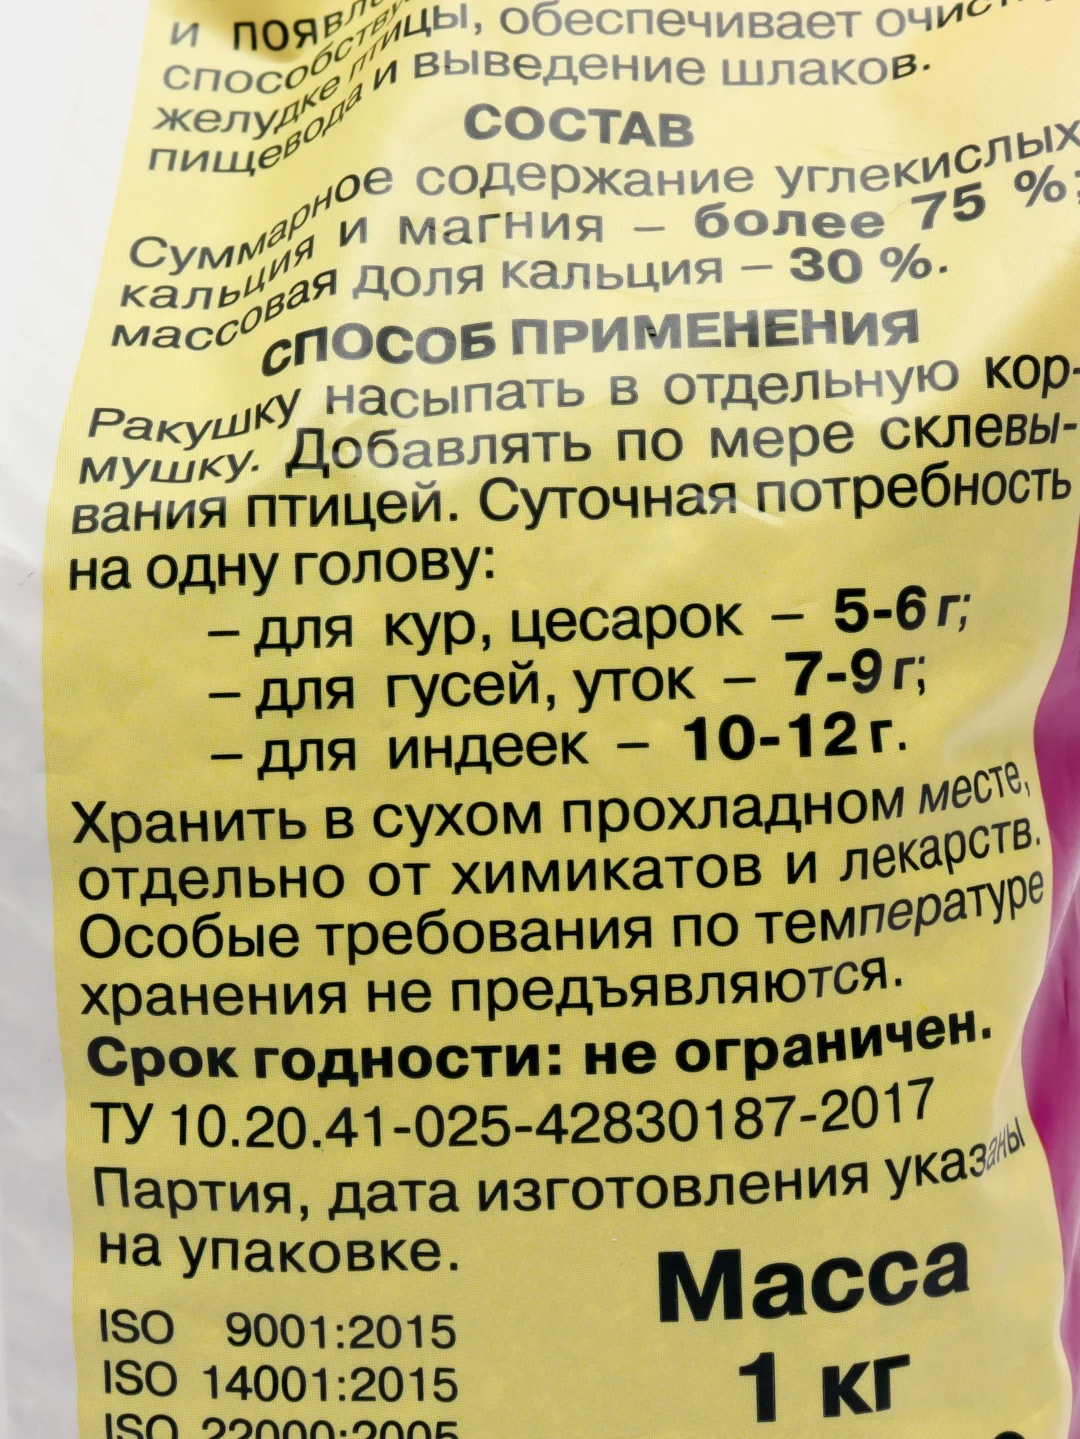 и
способствует птицы, обеспечивает
желудке и выведение шлаков.
пищевода
СОСТАВ
Суммарное содержание углекислых
кальция и магния – более 75 %;
массовая доля кальция – 30 %.
СПОСОБ ПРИМЕНЕНИЯ
Ракушку насыпать в отдельную кор-
мушку. Добавлять по мере склевы-
вания птицей. Суточная потребность
на одну голову:
– для кур, цесарок – 5-6 г;
– для гусей, уток – 7-9 г;
– для индеек – 10-12 г.
Хранить в сухом прохладном месте,
отдельно от химикатов и лекарств.
Особые требования по температуре
хранения не предъявляются.
Срок годности: не ограничен.
ТУ 10.20.41-025-42830187-2017
Партия, дата изготовления указаны
на упаковке.
ISO 9001:2015
ISO 14001:2015
ISO 22000:2005
Масса
1 кг